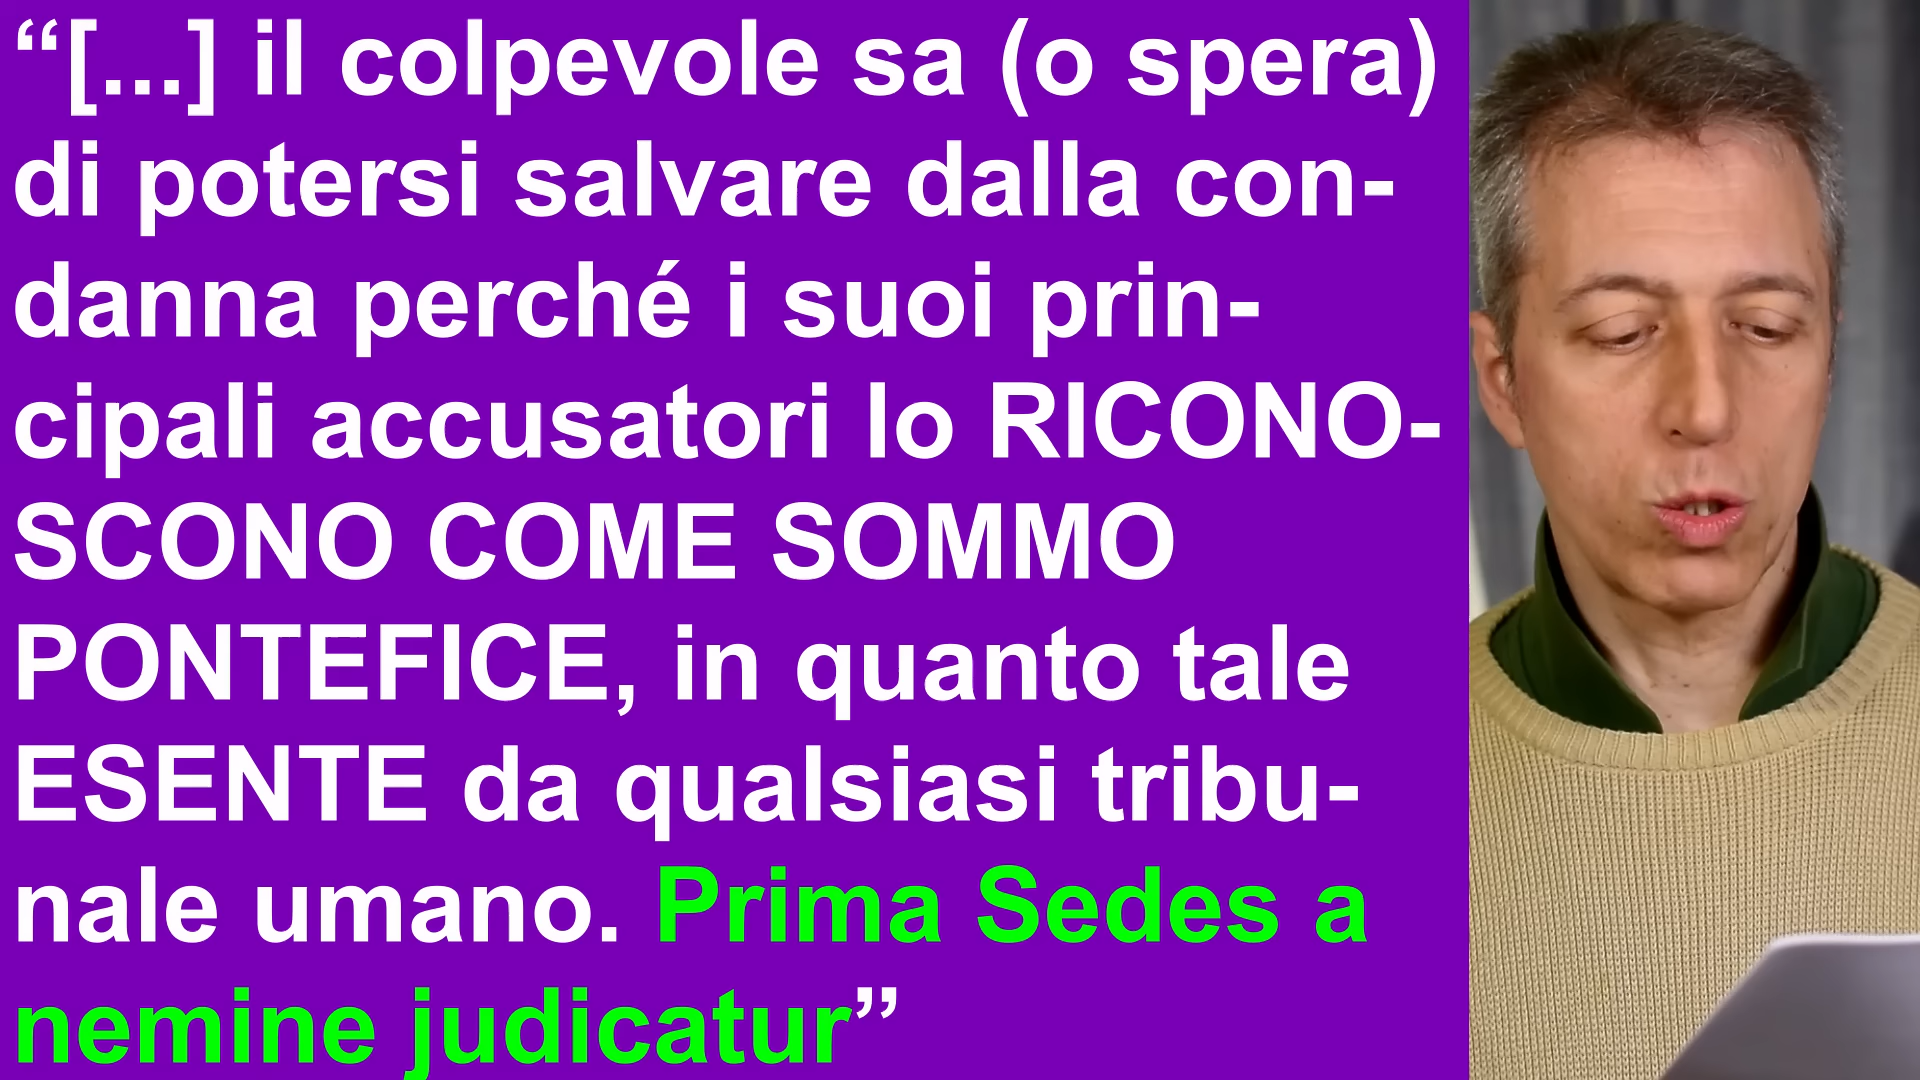 “[...] il colpevole sa (o spera)
di potersi salvare dalla con-
danna perché i suoi prin-
cipali accusatori lo RICONO-
SCONO COME SOMMO
PONTEFICE, in quanto tale
ESENTE da qualsiasi tribu-
nale umano. Prima Sedes a
nemine judicatur”